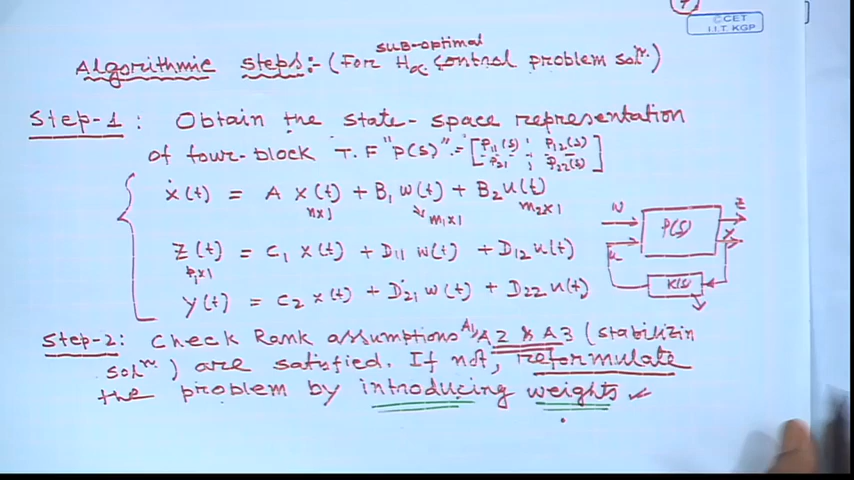 7
©CET
I.I.T. KGP
sub-optimal
Algorithmic steps:- (For H∞ control problem solⁿ.)
Step-1: Obtain the state-space representation
of four-block T.F "P(s)" = [P₁₁(s) ; P₁₂(s)
P₂₁ ; P₂₂(s)]
ẋ(t) = A x(t) + B₁ w(t) + B₂ u(t)
n×1 m₁×1 m₂×1
z(t) = C₁ x(t) + D₁₁ w(t) + D₁₂ u(t)
p₁×1
y(t) = C₂ x(t) + D₂₁ w(t) + D₂₂ u(t)
w P(s) z
u y
K(s)
Step-2: Check Rank assumptions A1, A2 & A3 (stabilizin
solⁿ.) are satisfied. If not, reformulate
the problem by introducing weights ✓